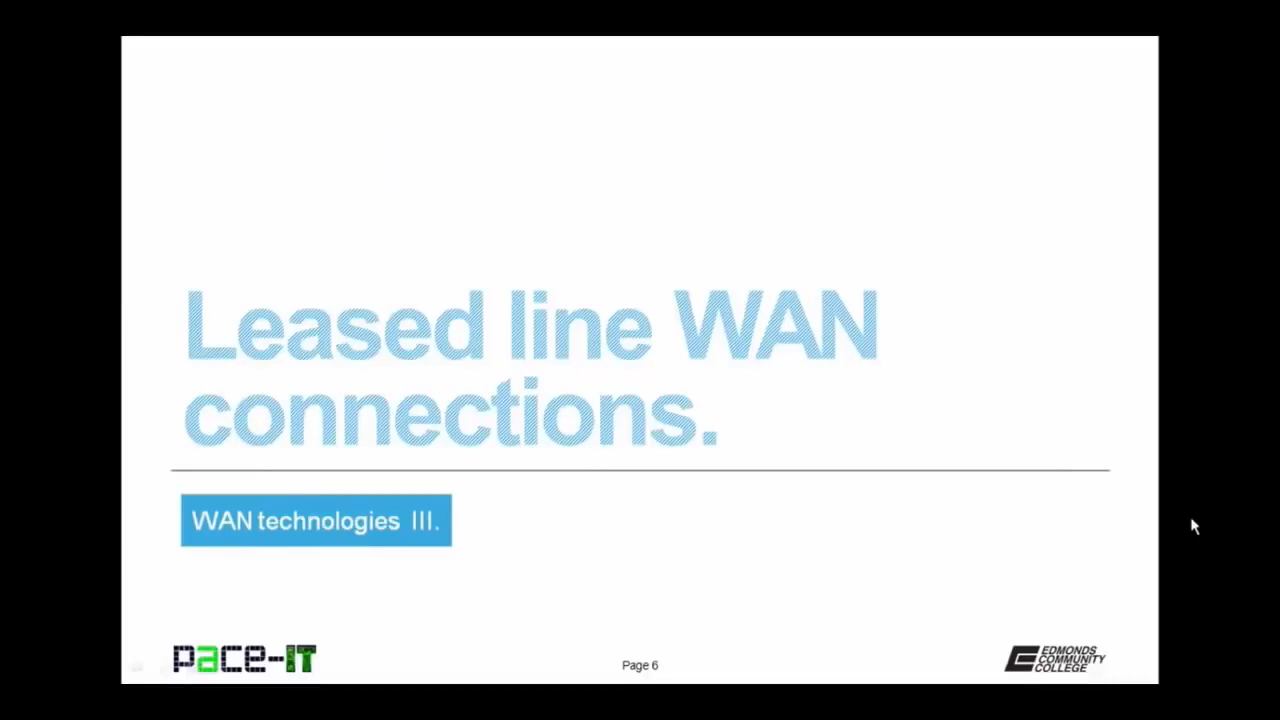 Leased line WAN
connections.
WAN technologies III.
pace-IT
Page 6
EDMONDS
COMMUNITY
COLLEGE